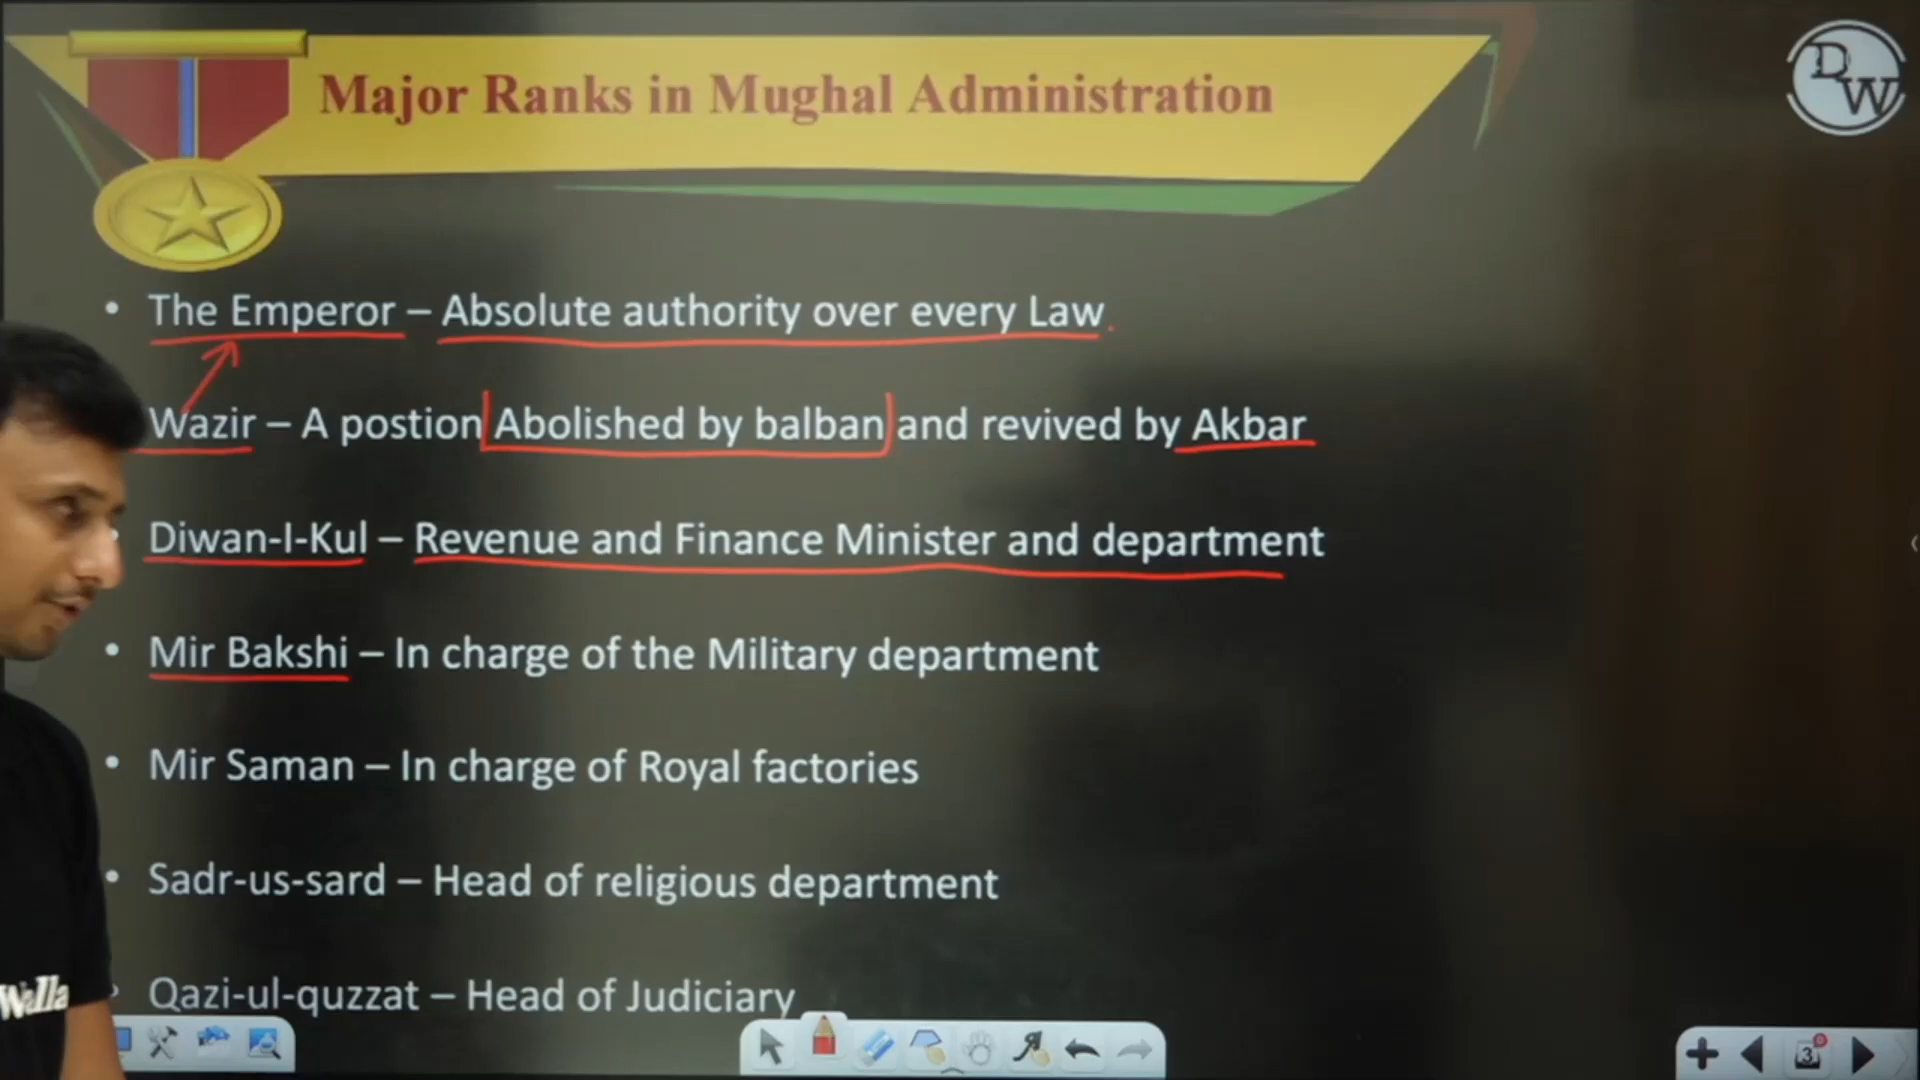 Major Ranks in Mughal Administration
DW
• The Emperor – Absolute authority over every Law.
Wazir – A postion Abolished by balban and revived by Akbar
Diwan-I-Kul – Revenue and Finance Minister and department
• Mir Bakshi – In charge of the Military department
• Mir Saman – In charge of Royal factories
• Sadr-us-sard – Head of religious department
Qazi-ul-quzzat – Head of Judiciary
Walla
3